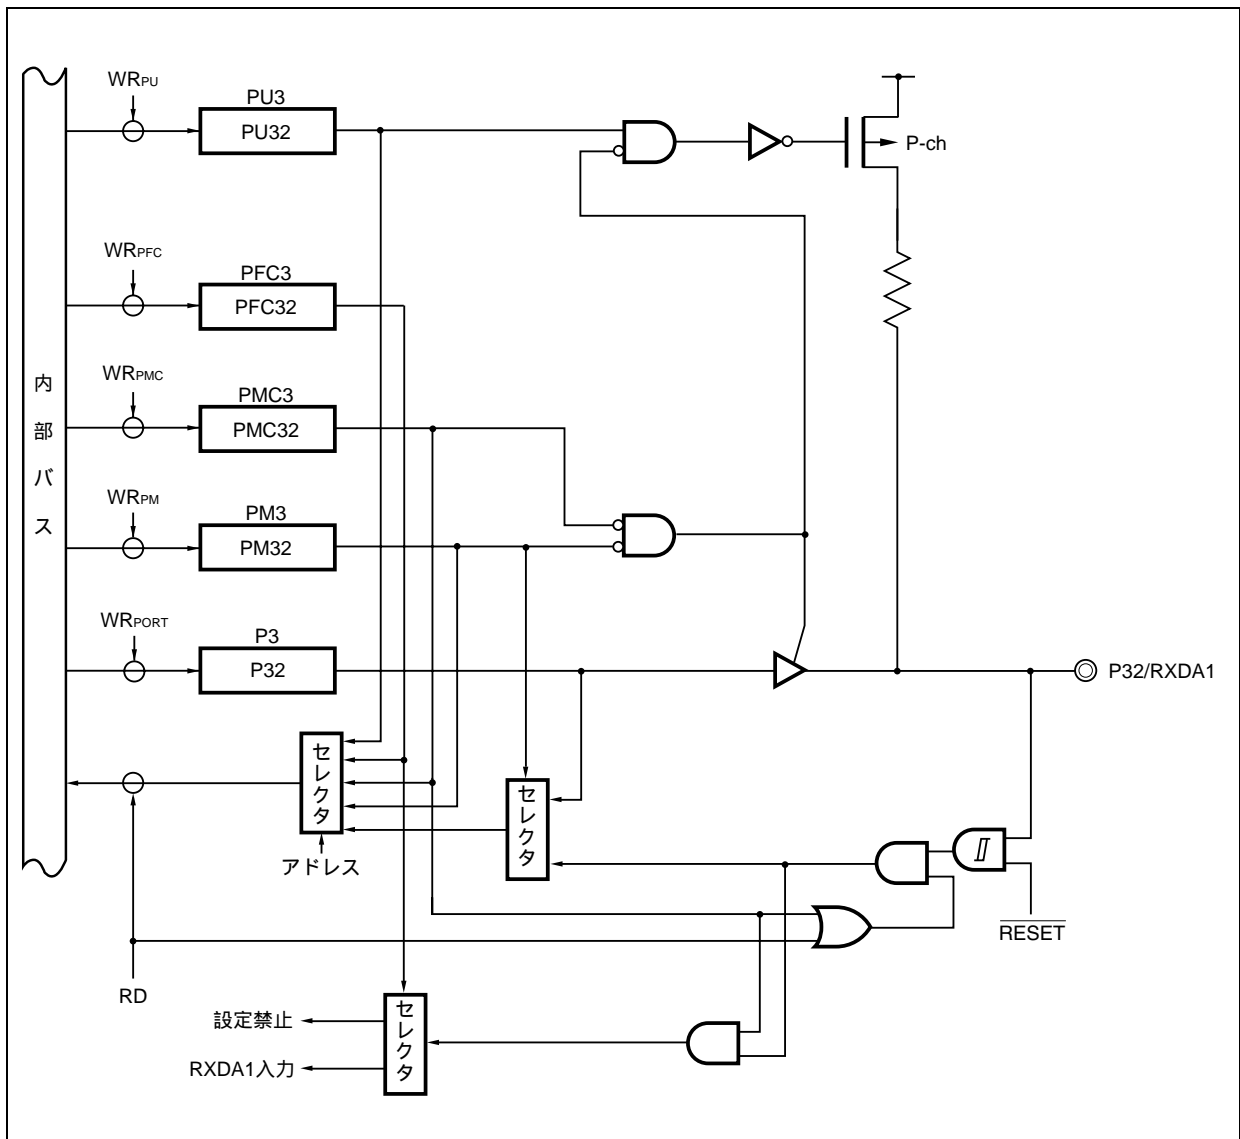 WRPU
PU3
PU32
P-ch
WRPFC
PFC3
PFC32
内部バス
WRPMC
PMC3
PMC32
WRPM
PM3
PM32
WRPORT
P3
P32
P32/RXDA1
セレクタ
セレクタ
アドレス
RESET
RD
セレクタ
設定禁止
RXDA1入力